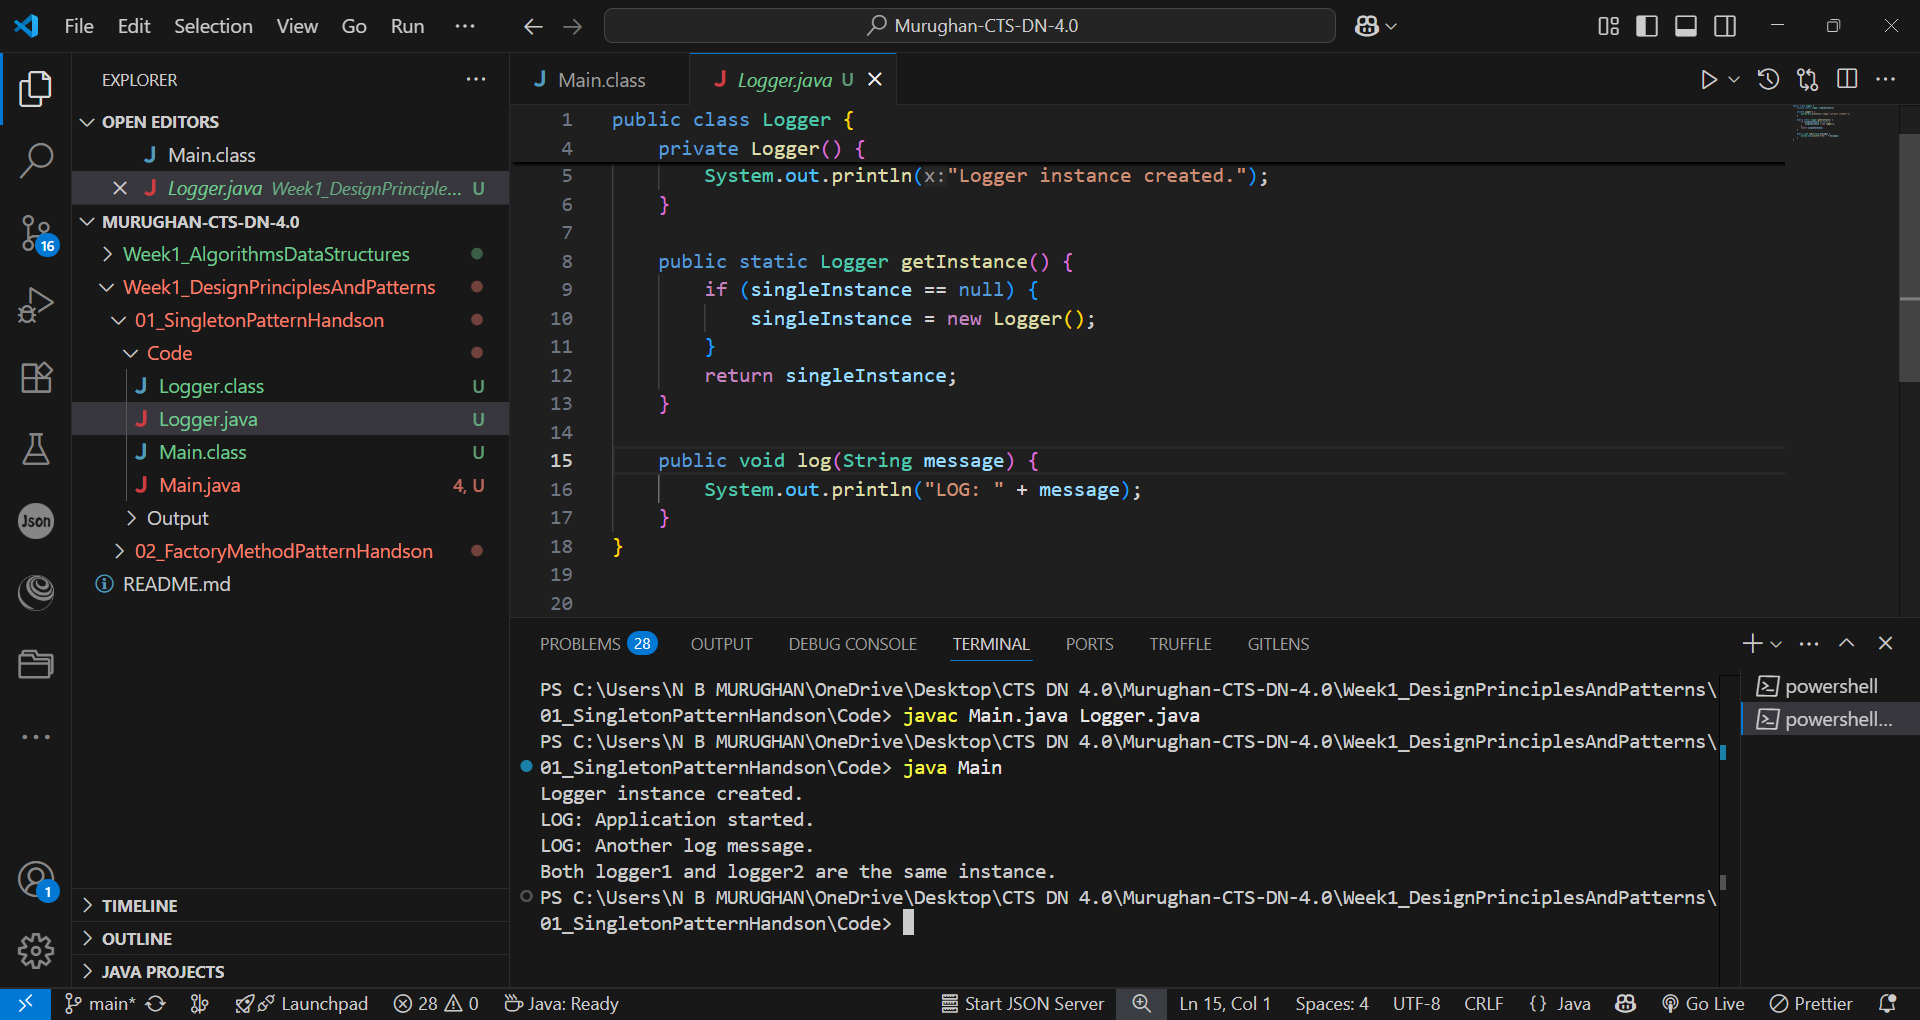 File Edit Selection View Go Run ···
Murughan-CTS-DN-4.0
EXPLORER
OPEN EDITORS
J Main.class
J Logger.java Week1_DesignPrinciple... U
MURUGHAN-CTS-DN-4.0
Week1_AlgorithmsDataStructures
Week1_DesignPrinciplesAndPatterns
01_SingletonPatternHandson
Code
J Logger.class U
J Logger.java U
J Main.class U
J Main.java 4, U
Output
02_FactoryMethodPatternHandson
README.md
TIMELINE
OUTLINE
JAVA PROJECTS
16
Json
1
J Main.class
J Logger.java U
1 public class Logger {
4 private Logger() {
5 System.out.println(x:"Logger instance created.");
6 }
7
8 public static Logger getInstance() {
9 if (singleInstance == null) {
10 singleInstance = new Logger();
11 }
12 return singleInstance;
13 }
14
15 public void log(String message) {
16 System.out.println("LOG: " + message);
17 }
18 }
19
20
PROBLEMS 28 OUTPUT DEBUG CONSOLE TERMINAL PORTS TRUFFLE GITLENS
PS C:\Users\N B MURUGHAN\OneDrive\Desktop\CTS DN 4.0\Murughan-CTS-DN-4.0\Week1_DesignPrinciplesAndPatterns\
01_SingletonPatternHandson\Code> javac Main.java Logger.java
PS C:\Users\N B MURUGHAN\OneDrive\Desktop\CTS DN 4.0\Murughan-CTS-DN-4.0\Week1_DesignPrinciplesAndPatterns\
01_SingletonPatternHandson\Code> java Main
Logger instance created.
LOG: Application started.
LOG: Another log message.
Both logger1 and logger2 are the same instance.
PS C:\Users\N B MURUGHAN\OneDrive\Desktop\CTS DN 4.0\Murughan-CTS-DN-4.0\Week1_DesignPrinciplesAndPatterns\
01_SingletonPatternHandson\Code>
powershell
powershell...
main* Launchpad 28 0 Java: Ready Start JSON Server Ln 15, Col 1 Spaces: 4 UTF-8 CRLF {} Java Go Live Prettier